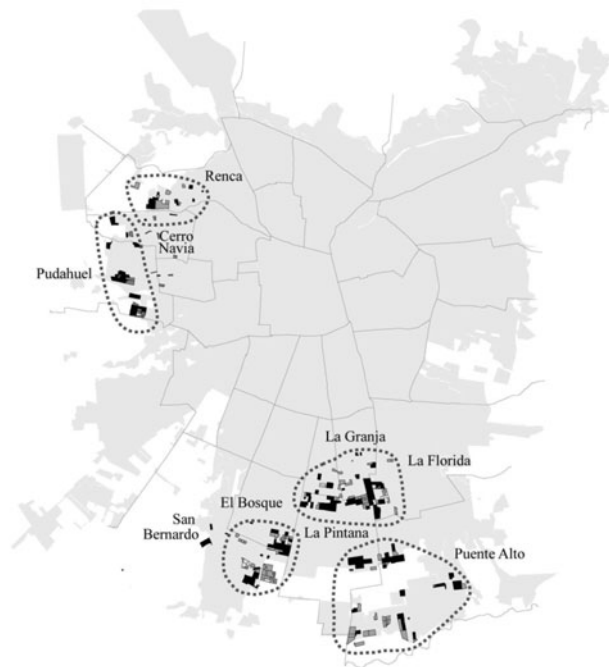 Renca
Cerro
Navia
Pudahuel
La Granja
La Florida
El Bosque
San
Bernardo
La Pintana
Puente Alto